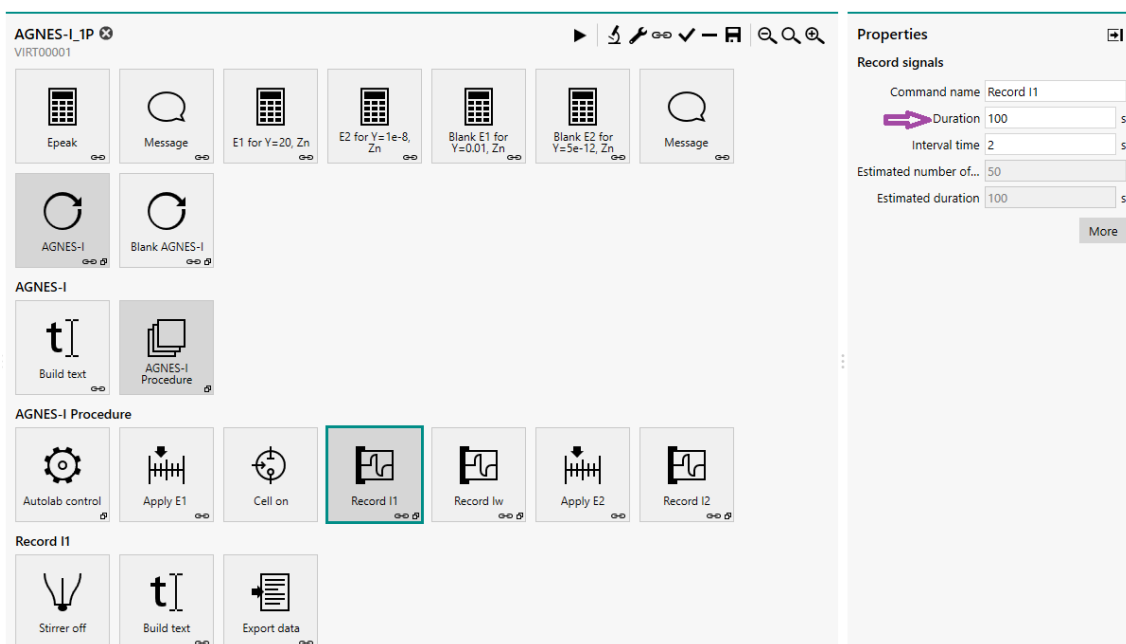 AGNES-I_1P
VIRT00001
Epeak
Message
E1 for Y=20, Zn
E2 for Y=1e-8,
Zn
Blank E1 for
Y=0.01, Zn
Blank E2 for
Y=5e-12, Zn
Message
AGNES-I
Blank AGNES-I
AGNES-I
t
Build text
AGNES-I
Procedure
AGNES-I Procedure
Autolab control
Apply E1
Cell on
Record I1
Record Iw
Apply E2
Record I2
Record I1
Stirrer off
t
Build text
Export data
Properties
Record signals
Command name Record I1
Duration 100 s
Interval time 2 s
Estimated number of... 50
Estimated duration 100 s
More